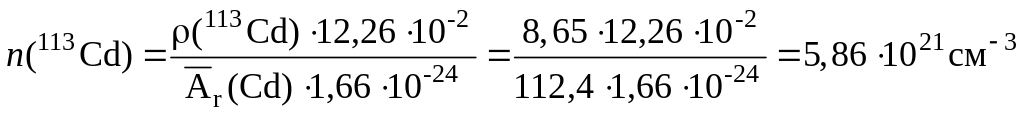 n(¹¹³Cd) = ρ(¹¹³Cd)·12,26·10⁻² / A̅ᵣ(Cd)·1,66·10⁻²⁴ = 8,65·12,26·10⁻² / 112,4·1,66·10⁻²⁴ = 5,86·10²¹ см⁻³